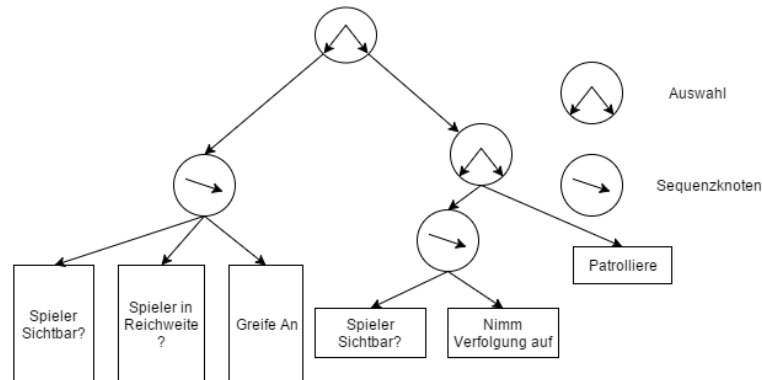 Auswahl
Sequenzknoten
Patrolliere
Spieler
Sichtbar?
Spieler in
Reichweite
?
Greife An
Spieler
Sichtbar?
Nimm
Verfolgung auf